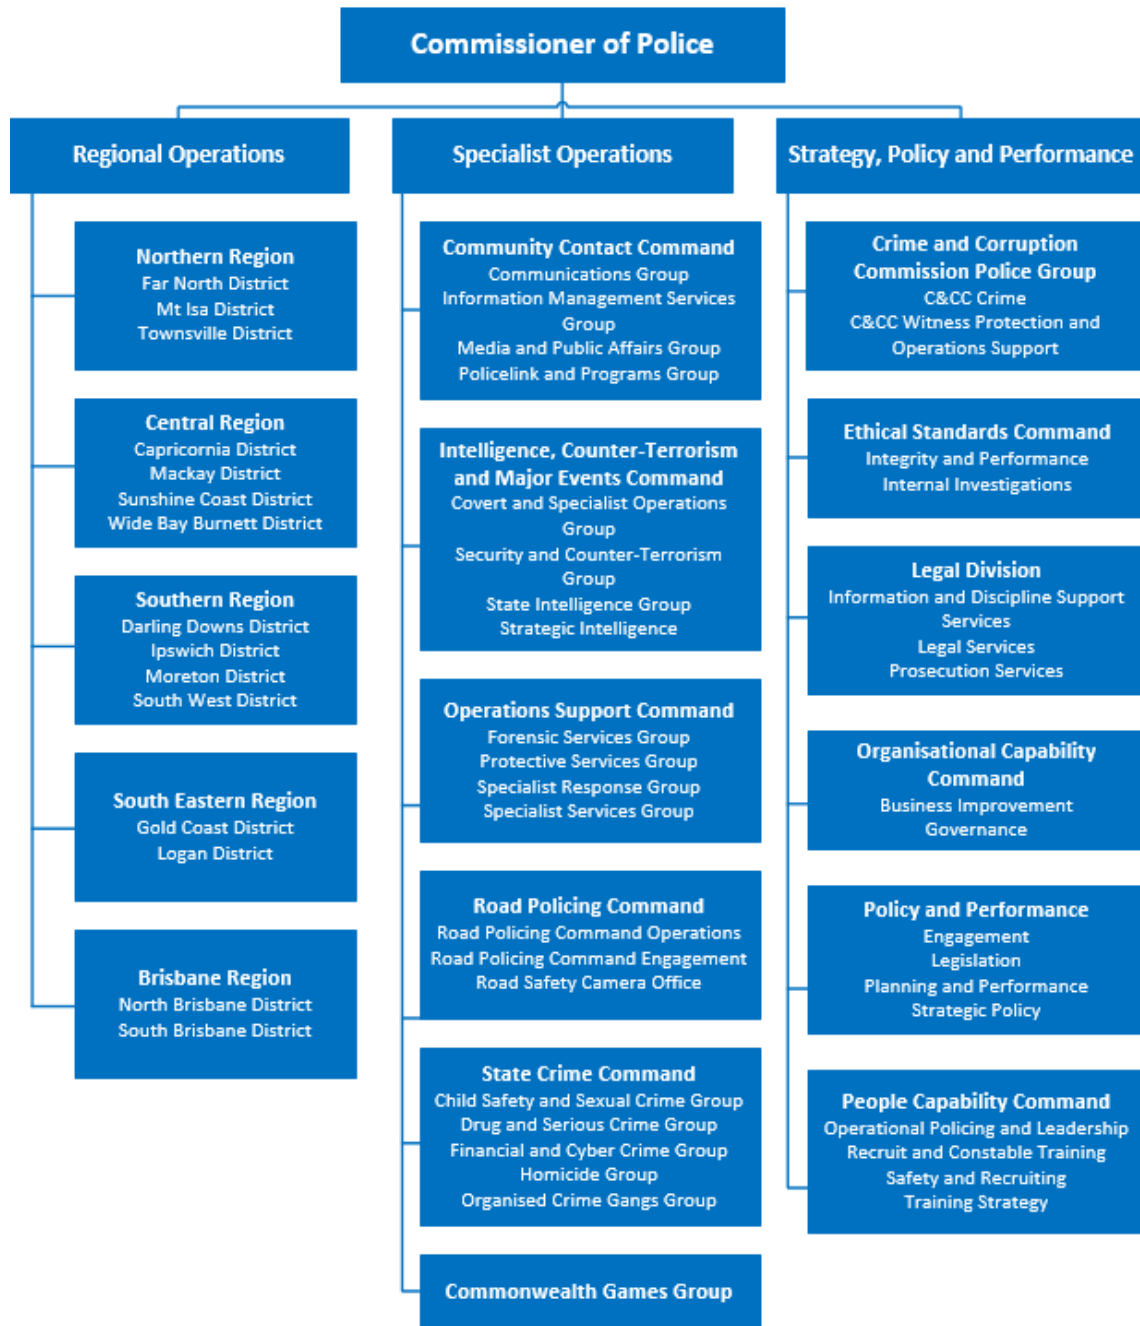 Commissioner of Police
Regional Operations
Northern Region
Far North District
Mt Isa District
Townsville District
Central Region
Capricornia District
Mackay District
Sunshine Coast District
Wide Bay Burnett District
Southern Region
Darling Downs District
Ipswich District
Moreton District
South West District
South Eastern Region
Gold Coast District
Logan District
Brisbane Region
North Brisbane District
South Brisbane District
Specialist Operations
Community Contact Command
Communications Group
Information Management Services
Group
Media and Public Affairs Group
Policelink and Programs Group
Intelligence, Counter-Terrorism
and Major Events Command
Covert and Specialist Operations
Group
Security and Counter-Terrorism
Group
State Intelligence Group
Strategic Intelligence
Operations Support Command
Forensic Services Group
Protective Services Group
Specialist Response Group
Specialist Services Group
Road Policing Command
Road Policing Command Operations
Road Policing Command Engagement
Road Safety Camera Office
State Crime Command
Child Safety and Sexual Crime Group
Drug and Serious Crime Group
Financial and Cyber Crime Group
Homicide Group
Organised Crime Gangs Group
Commonwealth Games Group
Strategy, Policy and Performance
Crime and Corruption
Commission Police Group
C&CC Crime
C&CC Witness Protection and
Operations Support
Ethical Standards Command
Integrity and Performance
Internal Investigations
Legal Division
Information and Discipline Support
Services
Legal Services
Prosecution Services
Organisational Capability
Command
Business Improvement
Governance
Policy and Performance
Engagement
Legislation
Planning and Performance
Strategic Policy
People Capability Command
Operational Policing and Leadership
Recruit and Constable Training
Safety and Recruiting
Training Strategy